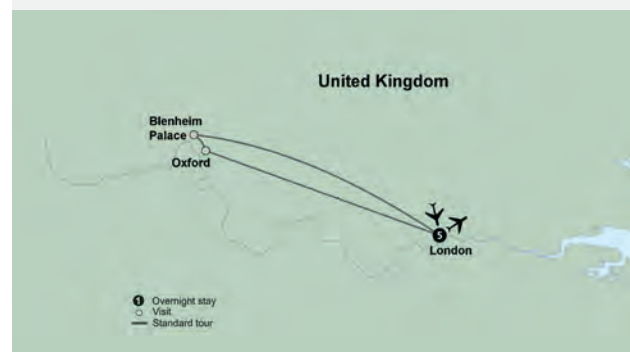 United Kingdom
Blenheim
Palace
Oxford
5
London
1 Overnight stay
Visit
Standard tour